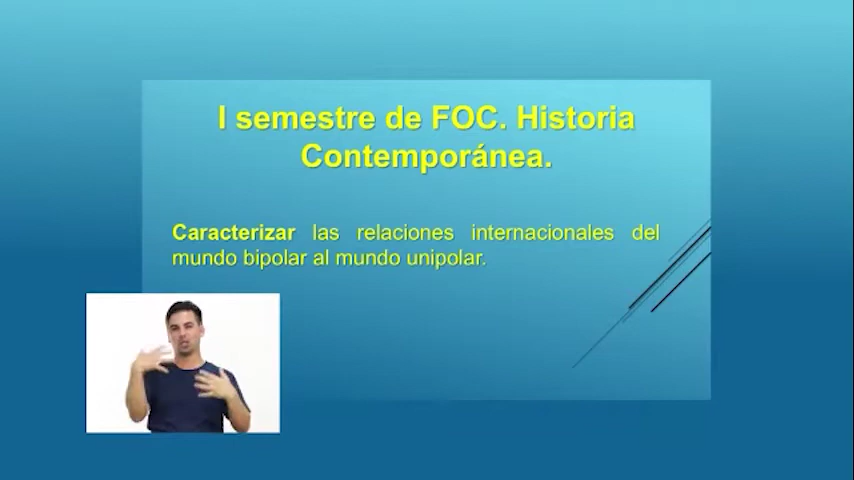 I semestre de FOC. Historia
Contemporánea.
Caracterizar las relaciones internacionales del
mundo bipolar al mundo unipolar.